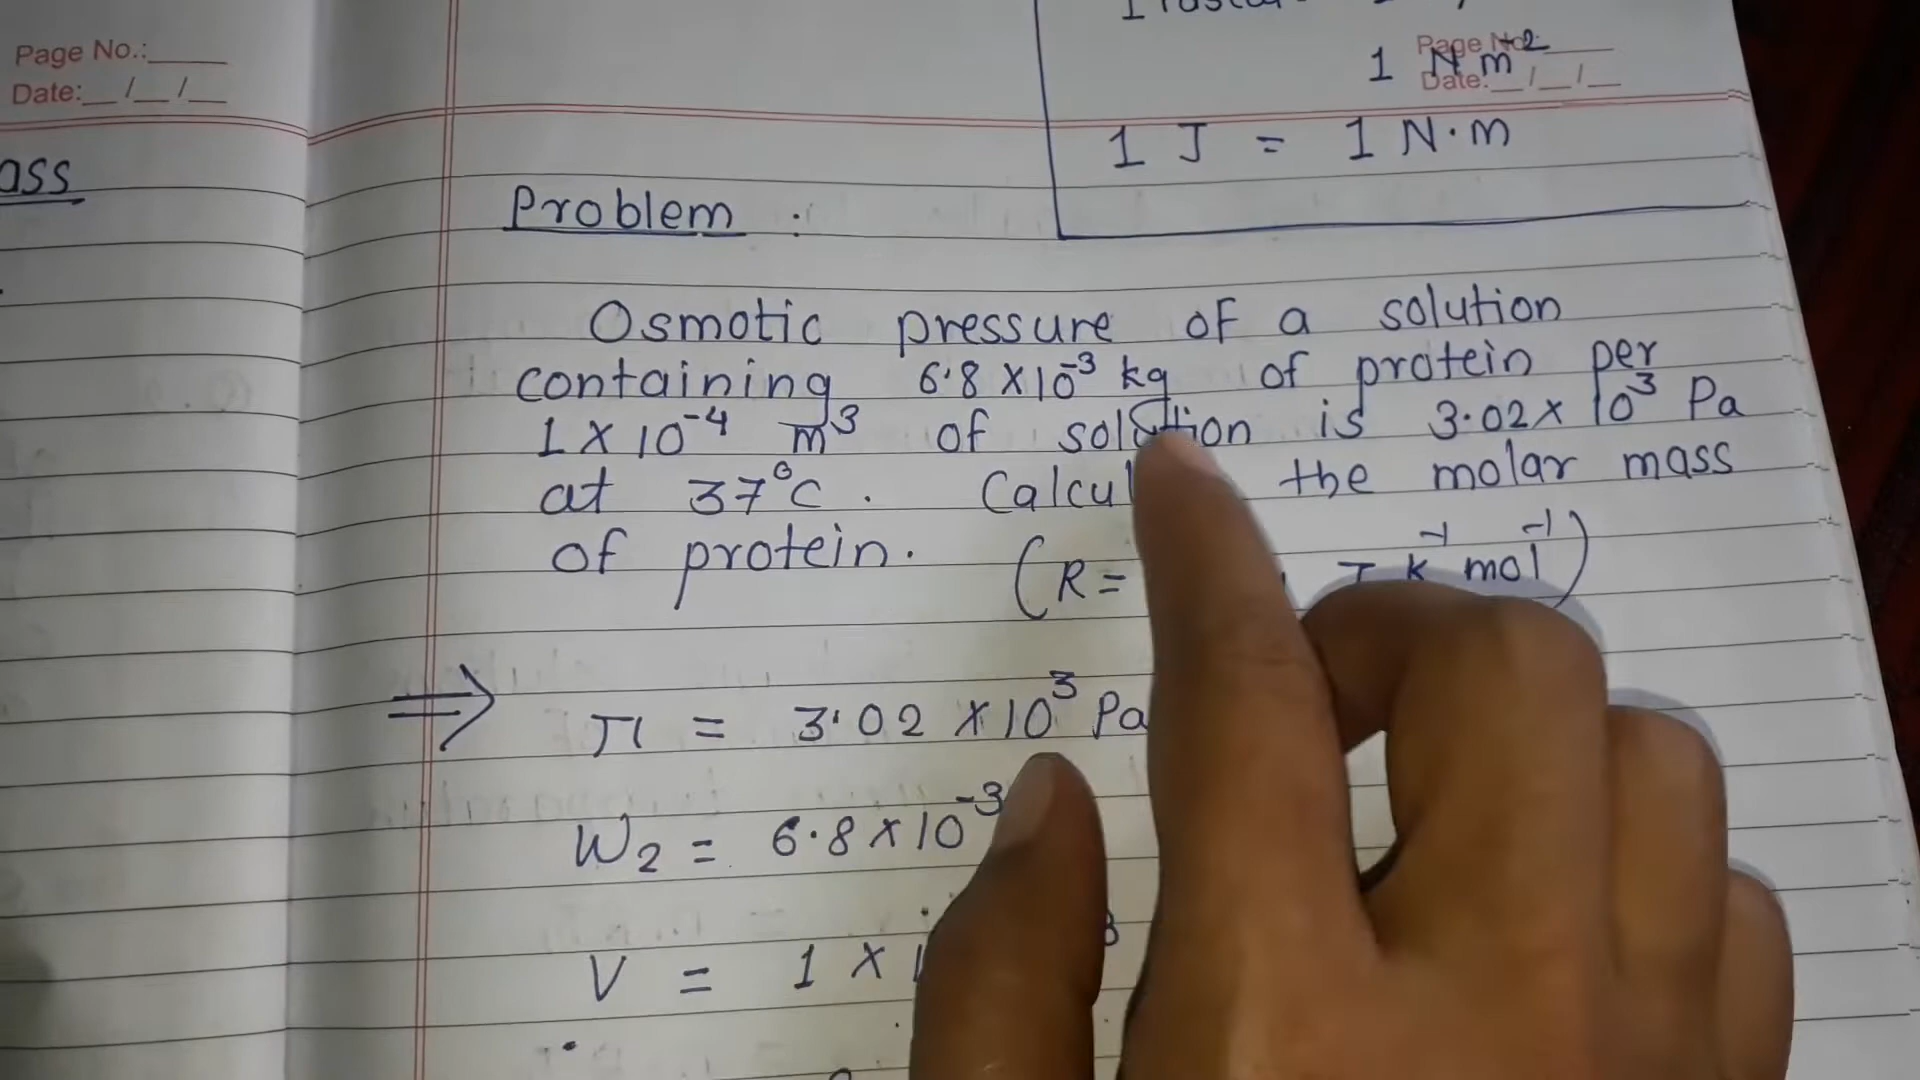 Page No.:
Date: / /
ass
Page No.:
Date: / /
1 N m⁻²
1 J = 1 N·m
Problem :
Osmotic pressure of a solution
containing 6.8 × 10⁻³ kg of protein per
1 × 10⁻⁴ m³ of solution is 3.02 × 10³ Pa
at 37°C. the molar mass
of protein. (R = J K⁻¹ mol⁻¹)
⇒ π = 3.02 × 10³ Pa
W₂ = 6.8 × 10⁻³
V = 1 ×